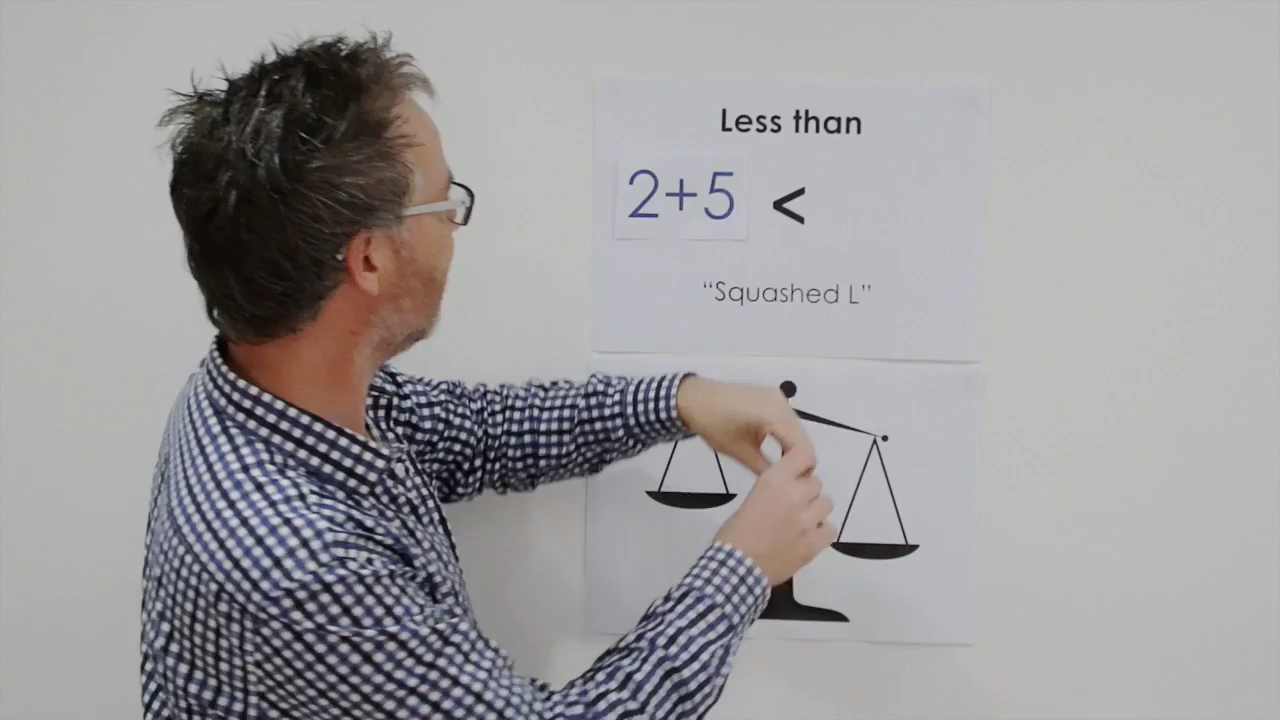 Less than
2+5 <
“Squashed L”